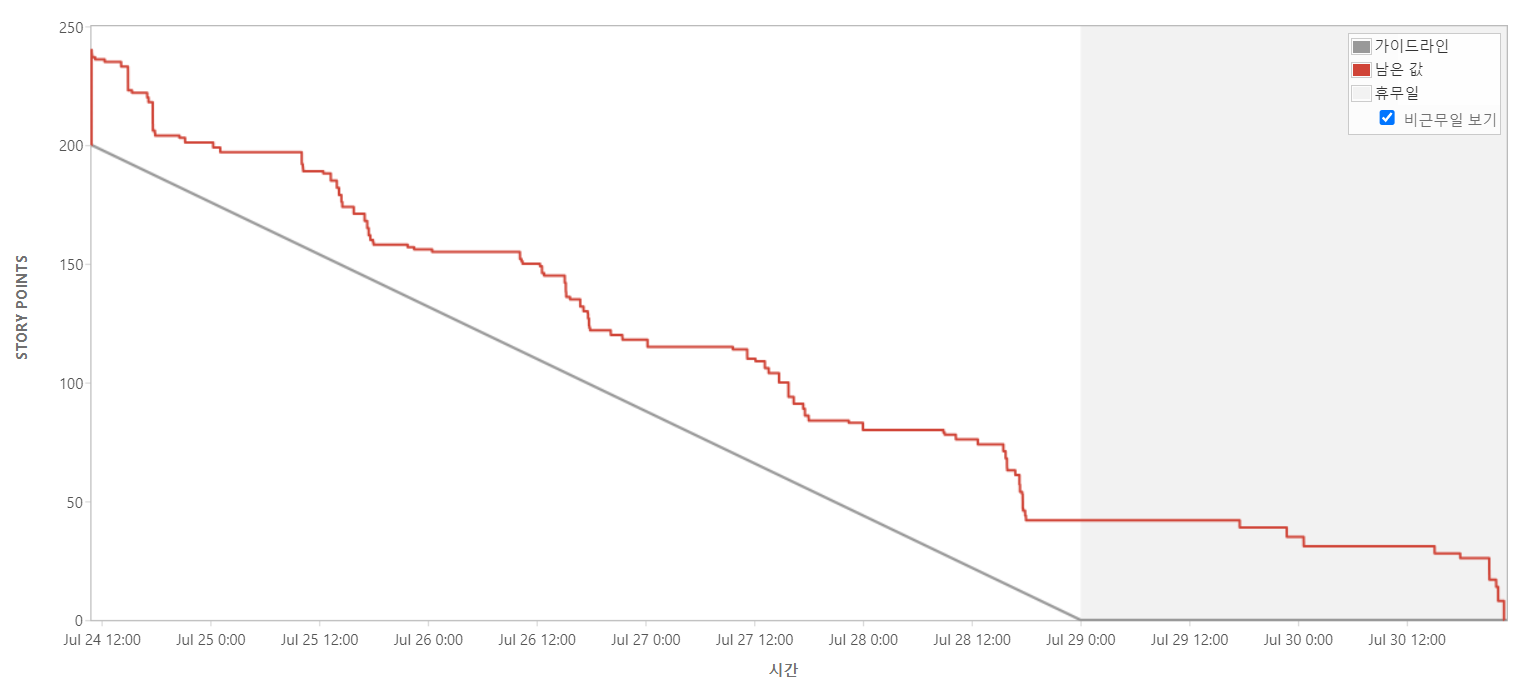 250
200
150
100
50
0
STORY POINTS
가이드라인
남은 값
휴무일
비근무일 보기
Jul 24 12:00
Jul 25 0:00
Jul 25 12:00
Jul 26 0:00
Jul 26 12:00
Jul 27 0:00
Jul 27 12:00
Jul 28 0:00
Jul 28 12:00
Jul 29 0:00
Jul 29 12:00
Jul 30 0:00
Jul 30 12:00
시간